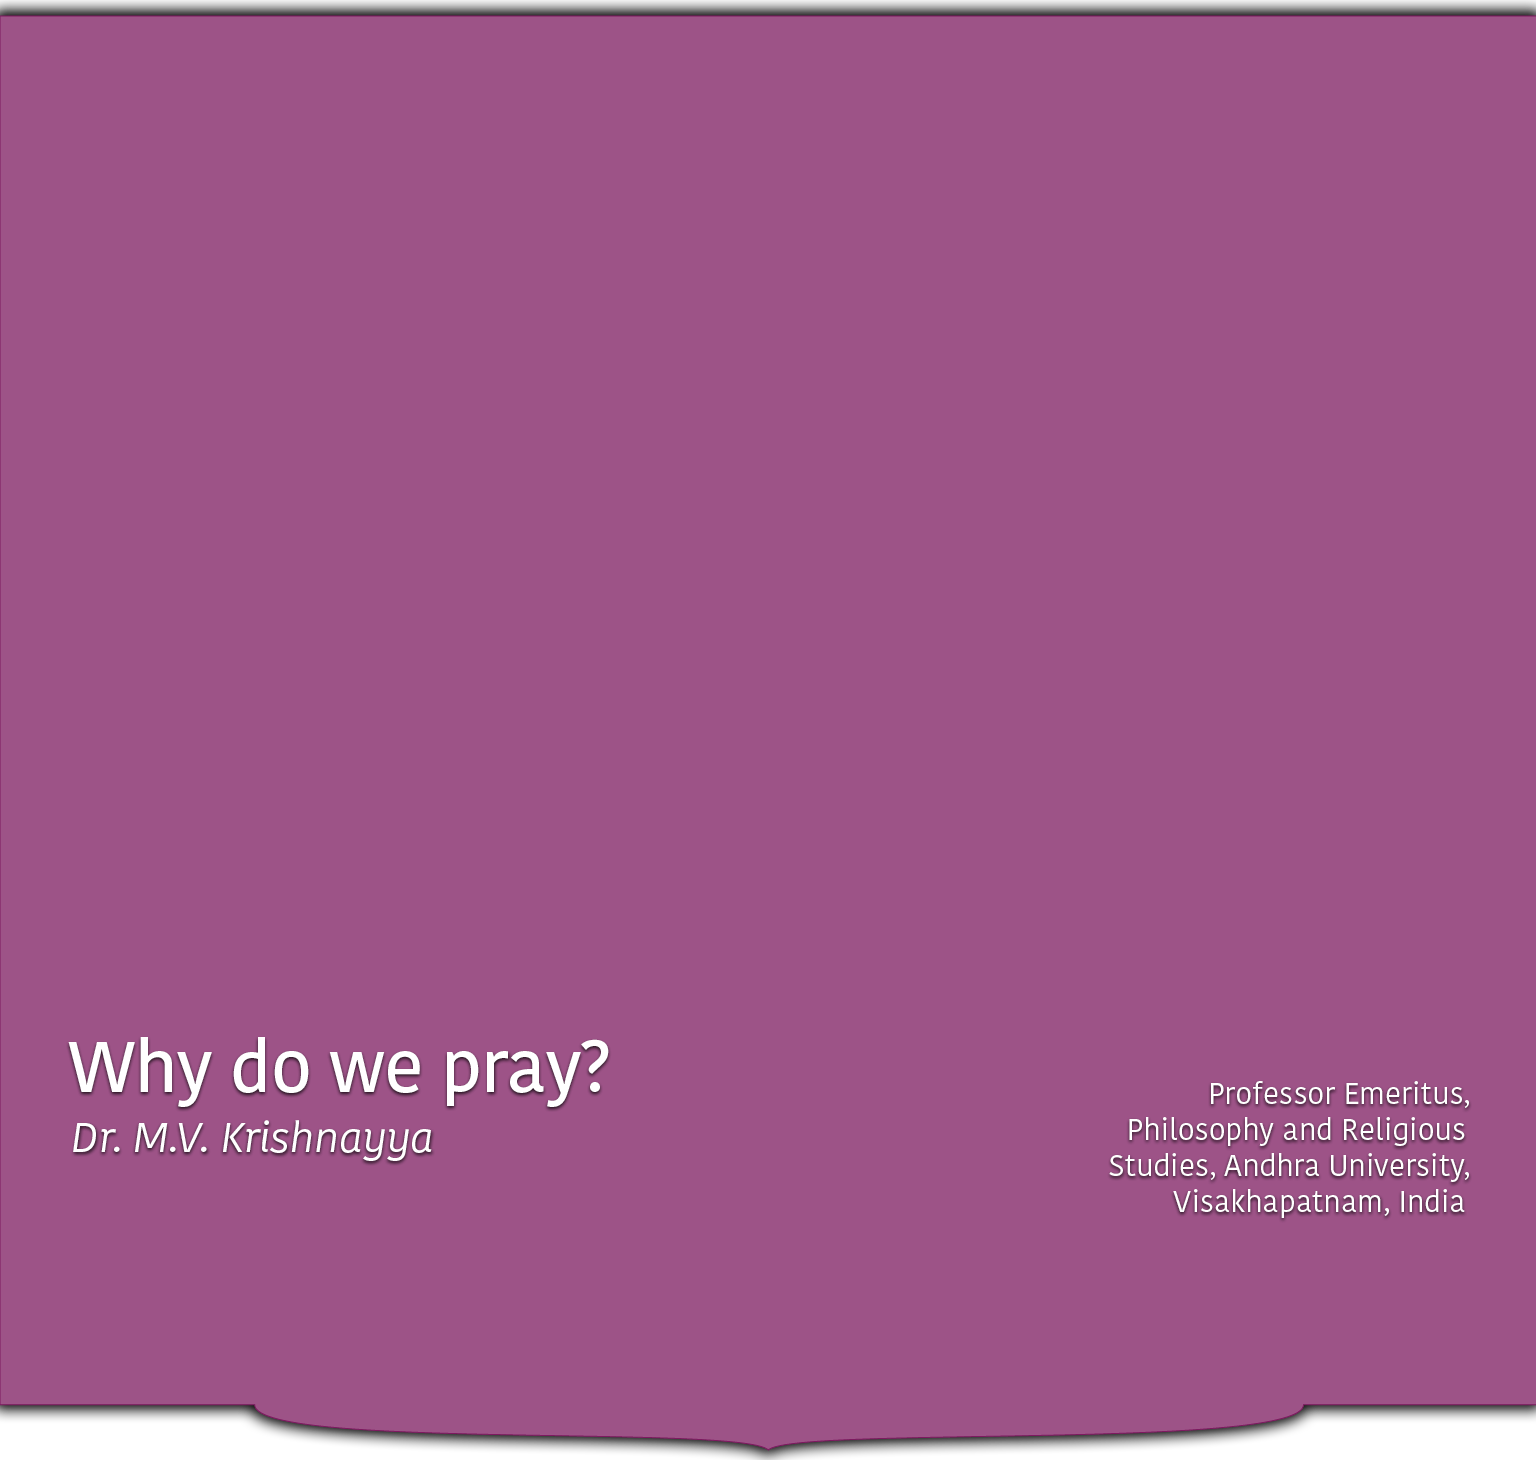 Why do we pray?
Dr. M.V. Krishnayya
Professor Emeritus,
Philosophy and Religious
Studies, Andhra University,
Visakhapatnam, India